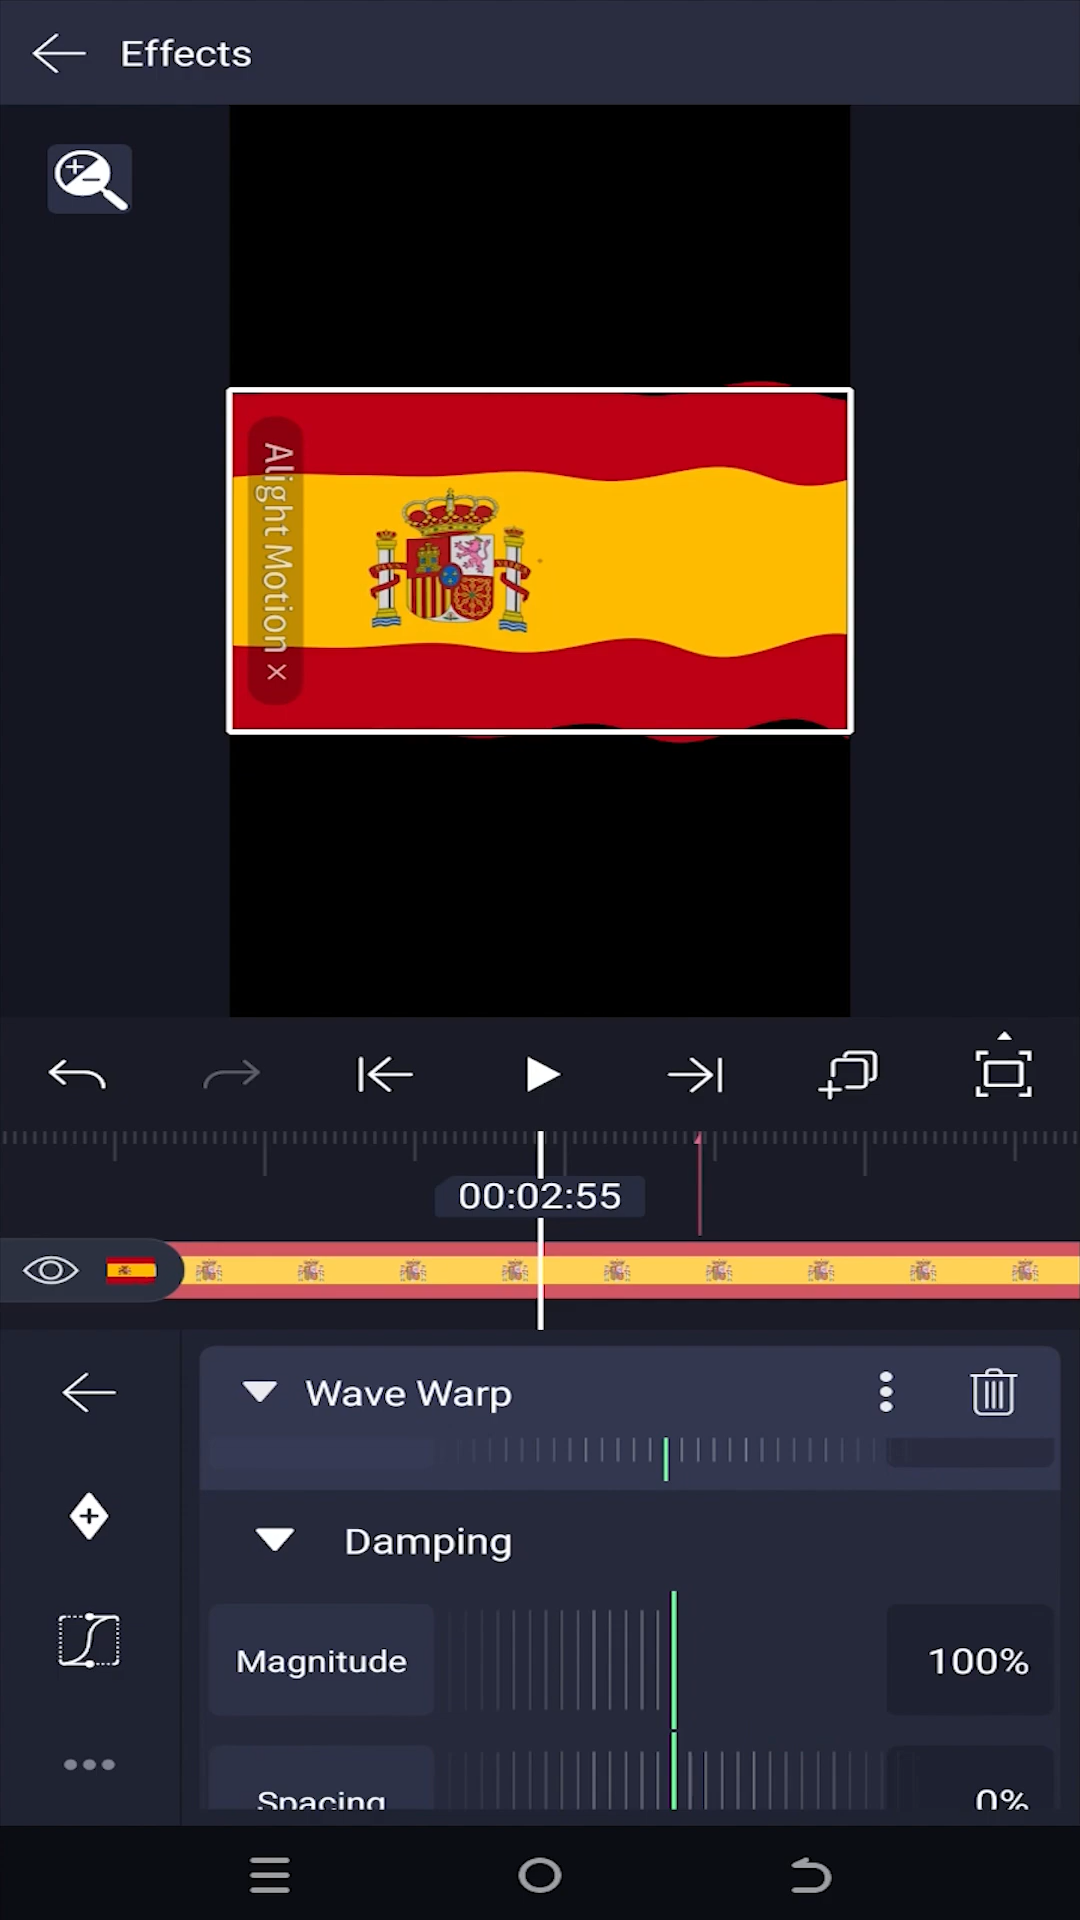 Effects
Alight Motion ×
00:02:55
Wave Warp
Damping
Magnitude
100%
Spacing
0%